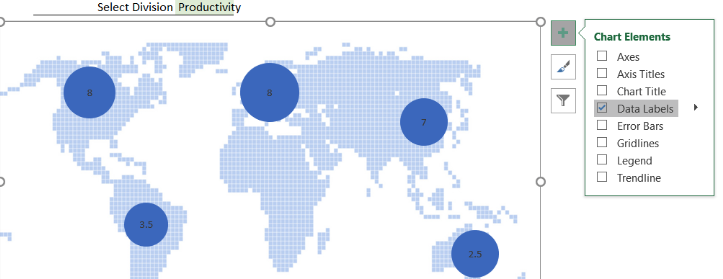 Select Division Productivity
Chart Elements
Axes
Axis Titles
Chart Title
Data Labels
Error Bars
Gridlines
Legend
Trendline
8
8
7
3.5
2.5